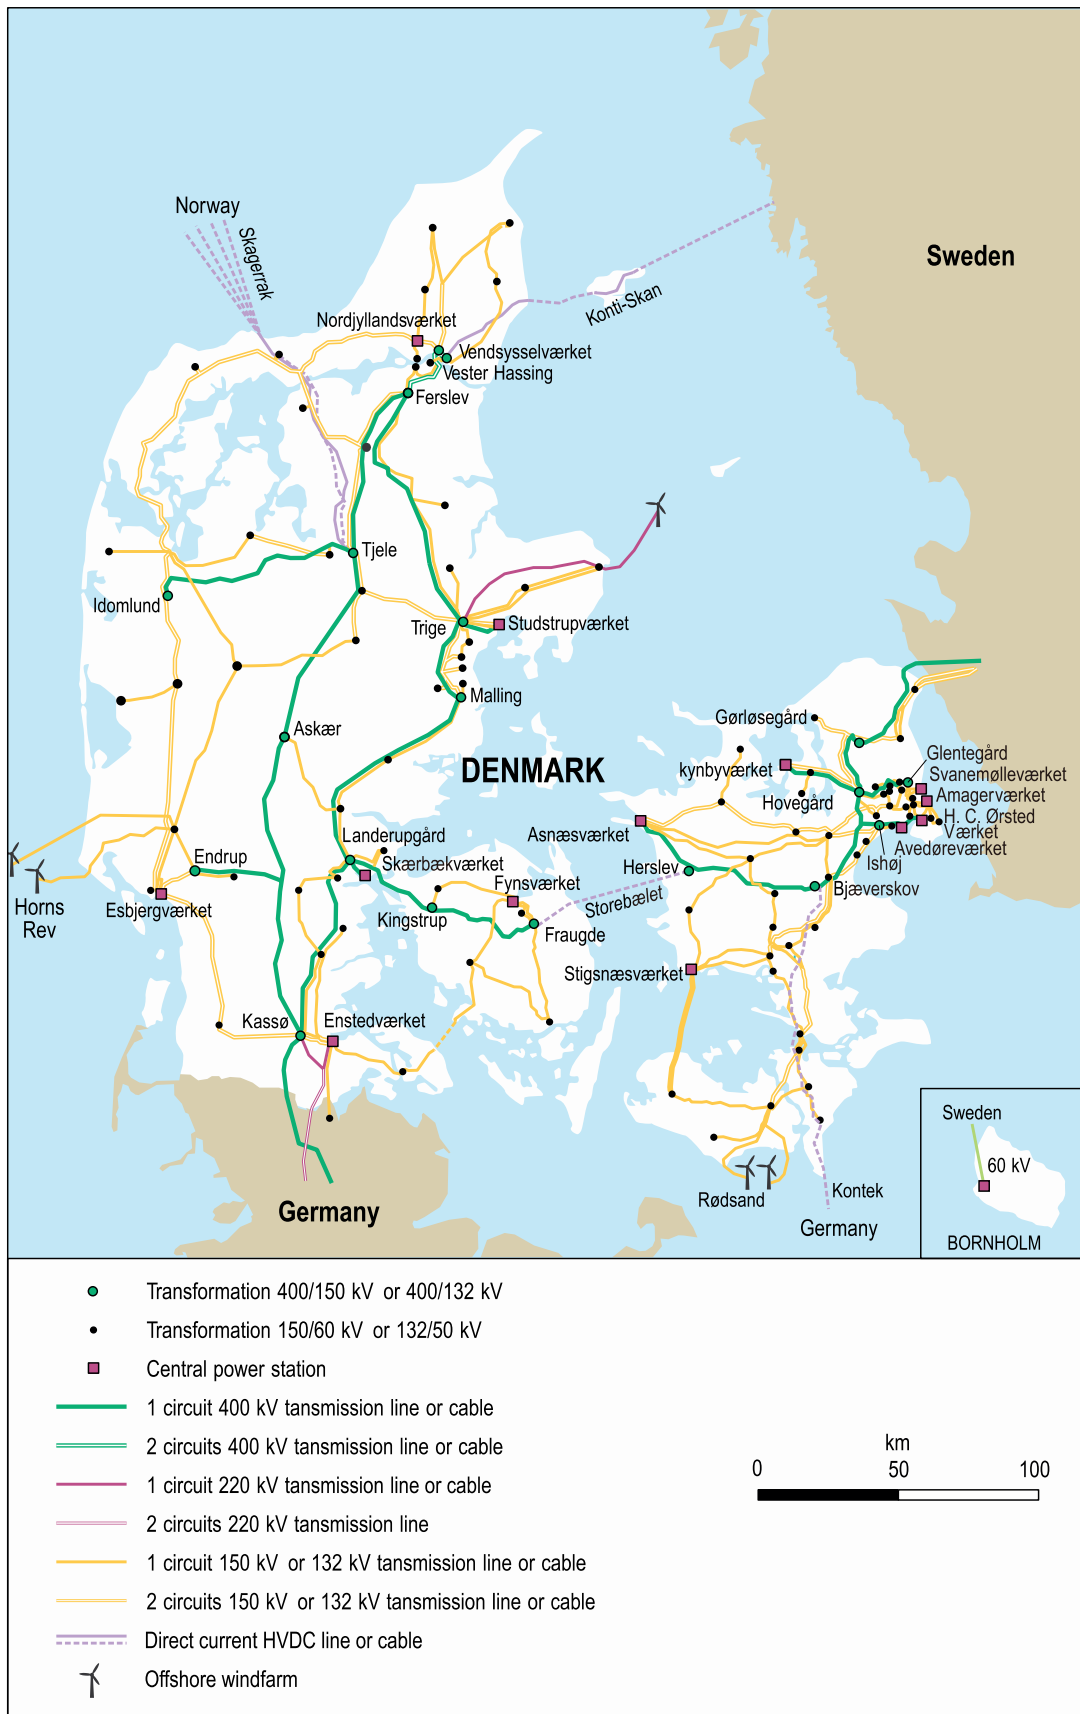 Norway
Skagerrak
Sweden
Konti-Skan
Nordjyllandsværket
Vendsysselværket
Vester Hassing
Ferslev
Tjele
Idomlund
Trige
Studstrupværket
Malling
Askær
DENMARK
Gørløsegård
kynbyværket
Hovegård
Glentegård
Svanemølleværket
Amagerværket
H. C. Ørsted
Værket
Avedøreværket
Ishøj
Asnæsværket
Herslev
Bjæverskov
Landerupgård
Skærbækværket
Endrup
Fynsværket
Storebælet
Kingstrup
Fraugde
Horns
Rev
Esbjergværket
Stigsnæsværket
Kassø
Enstedværket
Rødsand
Kontek
Germany
Germany
Sweden
60 kV
BORNHOLM
Transformation 400/150 kV or 400/132 kV
Transformation 150/60 kV or 132/50 kV
Central power station
1 circuit 400 kV tansmission line or cable
2 circuits 400 kV tansmission line or cable
1 circuit 220 kV tansmission line or cable
2 circuits 220 kV tansmission line
1 circuit 150 kV or 132 kV tansmission line or cable
2 circuits 150 kV or 132 kV tansmission line or cable
Direct current HVDC line or cable
Offshore windfarm
km
0 50 100